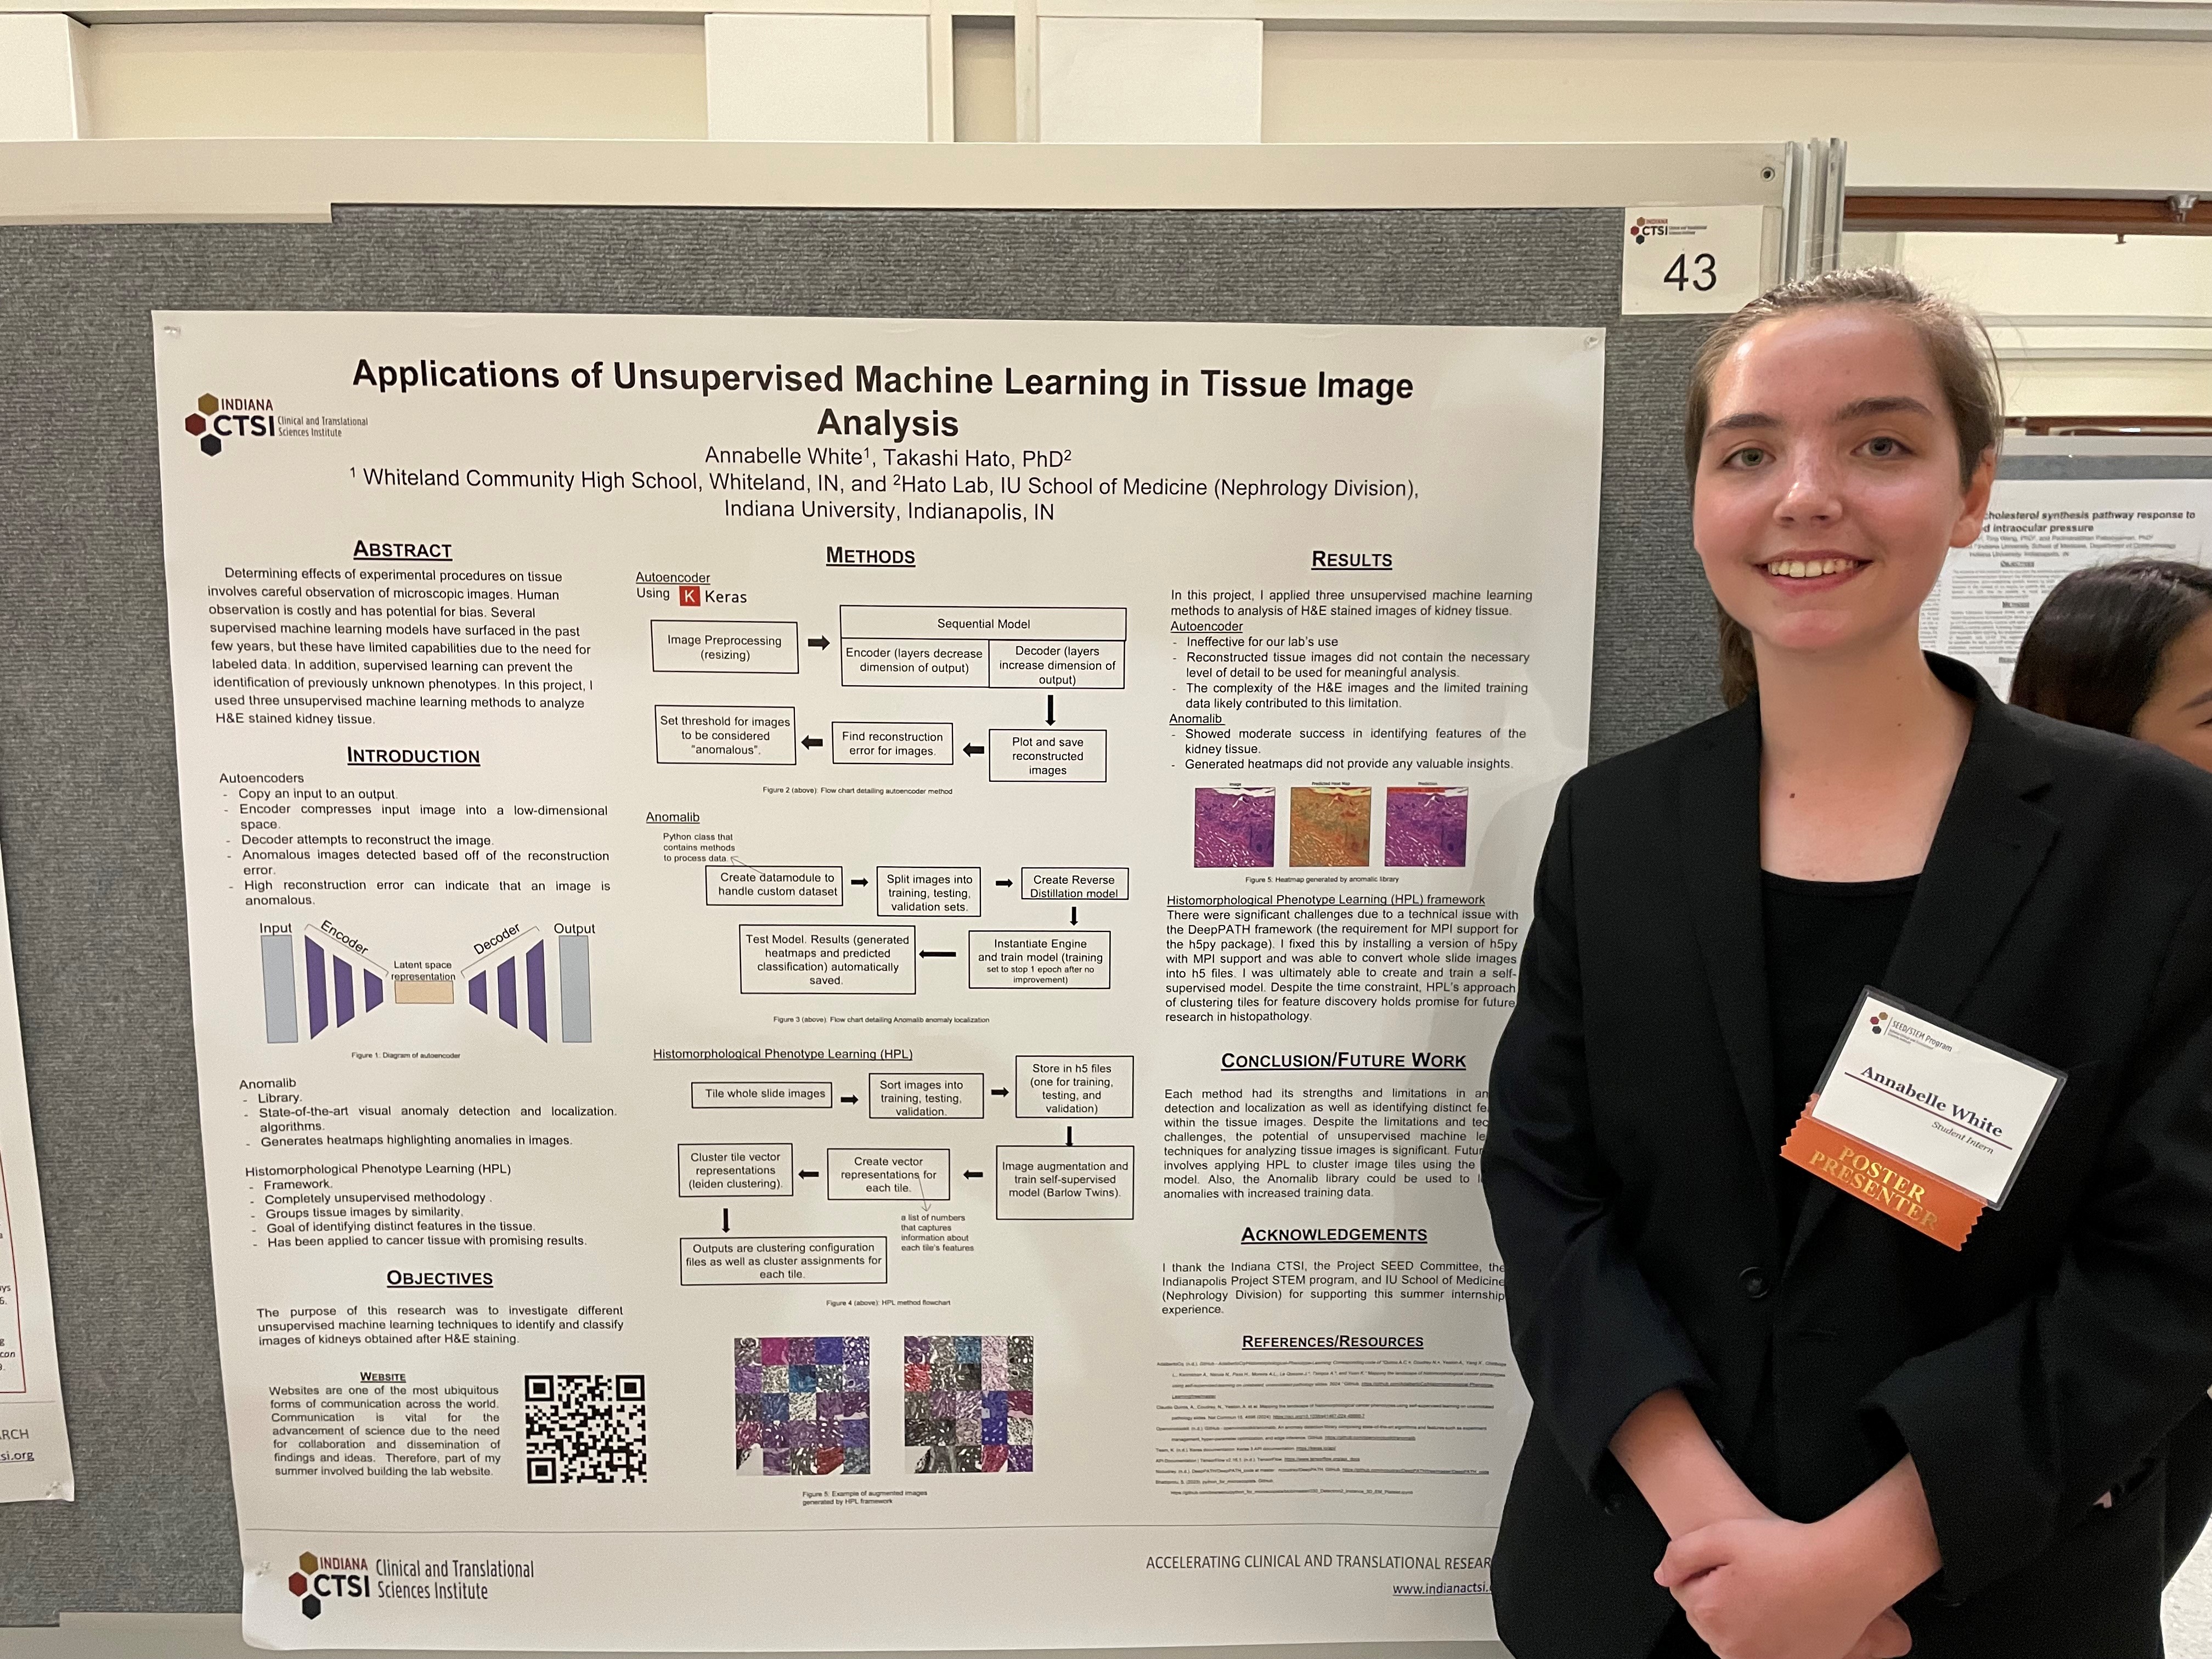 INDIANA
CTSI
43
Applications of Unsupervised Machine Learning in Tissue Image
Analysis
INDIANA
CTSI Clinical and Translational
Sciences Institute
Annabelle White¹, Takashi Hato, PhD²
¹ Whiteland Community High School, Whiteland, IN, and ²Hato Lab, IU School of Medicine (Nephrology Division),
Indiana University, Indianapolis, IN
ABSTRACT
Determining effects of experimental procedures on tissue
involves careful observation of microscopic images. Human
observation is costly and has potential for bias. Several
supervised machine learning models have surfaced in the past
few years, but these have limited capabilities due to the need for
labeled data. In addition, supervised learning can prevent the
identification of previously unknown phenotypes. In this project, I
used three unsupervised machine learning methods to analyze
H&E stained kidney tissue.
INTRODUCTION
Autoencoders
- Copy an input to an output.
- Encoder compresses input image into a low-dimensional
space.
- Decoder attempts to reconstruct the image.
- Anomalous images detected based off of the reconstruction
error.
- High reconstruction error can indicate that an image is
anomalous.
Input
Encoder
Latent space
representation
Decoder
Output
Figure 1: Diagram of autoencoder
Anomalib
- Library.
- State-of-the-art visual anomaly detection and localization
algorithms.
- Generates heatmaps highlighting anomalies in images.
Histomorphological Phenotype Learning (HPL)
- Framework.
- Completely unsupervised methodology .
- Groups tissue images by similarity.
- Goal of identifying distinct features in the tissue.
- Has been applied to cancer tissue with promising results.
OBJECTIVES
The purpose of this research was to investigate different
unsupervised machine learning techniques to identify and classify
images of kidneys obtained after H&E staining.
WEBSITE
Websites are one of the most ubiquitous
forms of communication across the world.
Communication is vital for the
advancement of science due to the need
for collaboration and dissemination of
findings and ideas. Therefore, part of my
summer involved building the lab website.
METHODS
Autoencoder
Using K Keras
Image Preprocessing
(resizing)
Sequential Model
Encoder (layers decrease
dimension of output)
Decoder (layers
increase dimension of
output)
Set threshold for images
to be considered
"anomalous".
Find reconstruction
error for images.
Plot and save
reconstructed
images
Figure 2 (above): Flow chart detailing autoencoder method
Anomalib
Python class that
contains methods
to process data.
Create datamodule to
handle custom dataset
Split images into
training, testing,
validation sets.
Create Reverse
Distillation model
Test Model. Results (generated
heatmaps and predicted
classification) automatically
saved.
Instantiate Engine
and train model (training
set to stop 1 epoch after no
improvement)
Figure 3 (above): Flow chart detailing Anomalib anomaly localization
Histomorphological Phenotype Learning (HPL)
Tile whole slide images
Sort images into
training, testing,
validation.
Store in h5 files
(one for training,
testing, and
validation)
Cluster tile vector
representations
(leiden clustering).
Create vector
representations for
each tile.
Image augmentation and
train self-supervised
model (Barlow Twins).
a list of numbers
that captures
information about
each tile's features
Outputs are clustering configuration
files as well as cluster assignments for
each tile.
Figure 4 (above): HPL method flowchart
Figure 5: Example of augmented images
generated by HPL framework
RESULTS
In this project, I applied three unsupervised machine learning
methods to analysis of H&E stained images of kidney tissue.
Autoencoder
- Ineffective for our lab's use
- Reconstructed tissue images did not contain the necessary
level of detail to be used for meaningful analysis.
- The complexity of the H&E images and the limited training
data likely contributed to this limitation.
Anomalib
- Showed moderate success in identifying features of the
kidney tissue.
- Generated heatmaps did not provide any valuable insights.
Image
Predicted Heat Map
Prediction
Figure 5: Heatmap generated by anomalib library
Histomorphological Phenotype Learning (HPL) framework
There were significant challenges due to a technical issue with
the DeepPATH framework (the requirement for MPI support for
the h5py package). I fixed this by installing a version of h5py
with MPI support and was able to convert whole slide images
into h5 files. I was ultimately able to create and train a self-
supervised model. Despite the time constraint, HPL's approach
of clustering tiles for feature discovery holds promise for future
research in histopathology.
CONCLUSION/FUTURE WORK
Each method had its strengths and limitations in an
detection and localization as well as identifying distinct fe
within the tissue images. Despite the limitations and tec
challenges, the potential of unsupervised machine le
techniques for analyzing tissue images is significant. Futur
involves applying HPL to cluster image tiles using the
model. Also, the Anomalib library could be used to l
anomalies with increased training data.
ACKNOWLEDGEMENTS
I thank the Indiana CTSI, the Project SEED Committee, the
Indianapolis Project STEM program, and IU School of Medicine
(Nephrology Division) for supporting this summer internship
experience.
REFERENCES/RESOURCES
INDIANA
CTSI Clinical and Translational
Sciences Institute
ACCELERATING CLINICAL AND TRANSLATIONAL RESEAR
www.indianactsi.
SEED/STEM Program
Annabelle White
Student Intern
POSTER
PRESENTER
holesterol synthesis pathway response to
d intraocular pressure
OBJECTIVES
METHODS
ARCH
si.org